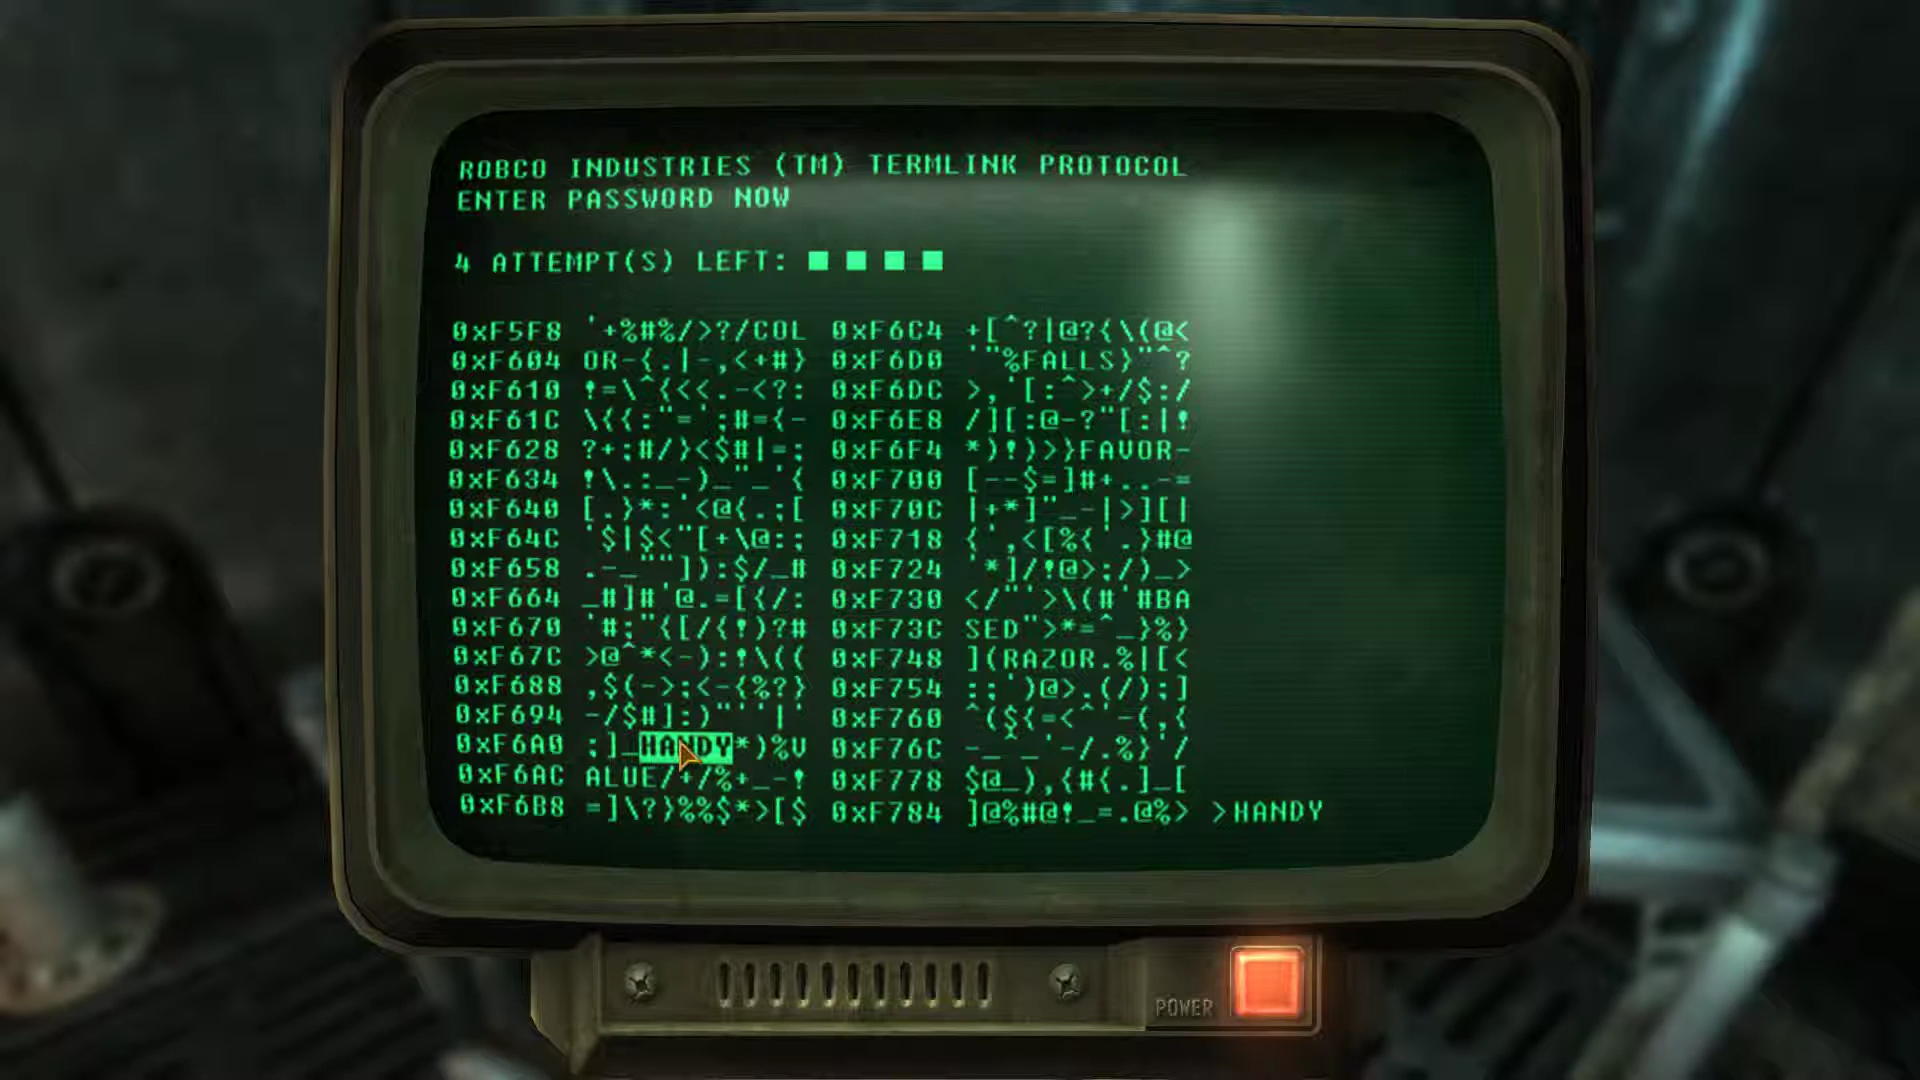 ROBCO INDUSTRIES (TM) TERMLINK PROTOCOL
ENTER PASSWORD NOW
4 ATTEMPT(S) LEFT: ■ ■ ■ ■
0xF5F8 '+%#%/>?/COL 0xF6C4 +[^?|@?{\(@<
0xF604 OR-{.|-,<+#} 0xF6D0 '"%FALLS}"^?
0xF610 !=\^{<<.-<?: 0xF6DC >,'[:^>+/$:/
0xF61C \{{:"=';#={- 0xF6E8 /][:@-?"[:|!
0xF628 ?+;#/}<$#|=; 0xF6F4 *)!)>}FAVOR-
0xF634 !\.:_-)_"_'{ 0xF700 [--$=]#+..-=
0xF640 [.}*:'<@{.;[ 0xF70C |+*]"_-|>][|
0xF64C '$|$<"[+\@:; 0xF718 {',<[%{'.}#@
0xF658 .-_""]):$/_# 0xF724 '*]/!@>;/)_>
0xF664 _#]#'@.=[{/: 0xF730 </"'>\(#'#BA
0xF670 '#;"{[/{!)?# 0xF73C SED">*=^_}%}
0xF67C >@^*<-):!\(( 0xF748 ](RAZOR.%|[<
0xF688 ,$(->;<-{%?} 0xF754 :;')@>.(/);]
0xF694 -/$#]:)"''|' 0xF760 ^(${=<^'-(,{
0xF6A0 ;]_HANDY*)%V 0xF76C -_^_'-/.%}'/
0xF6AC ALUE/+/%+_-! 0xF778 $@_),{#{.]_[
0xF6B8 =]\?}%%$*>[$ 0xF784 ]@%#@!_=.@%> >HANDY
POWER